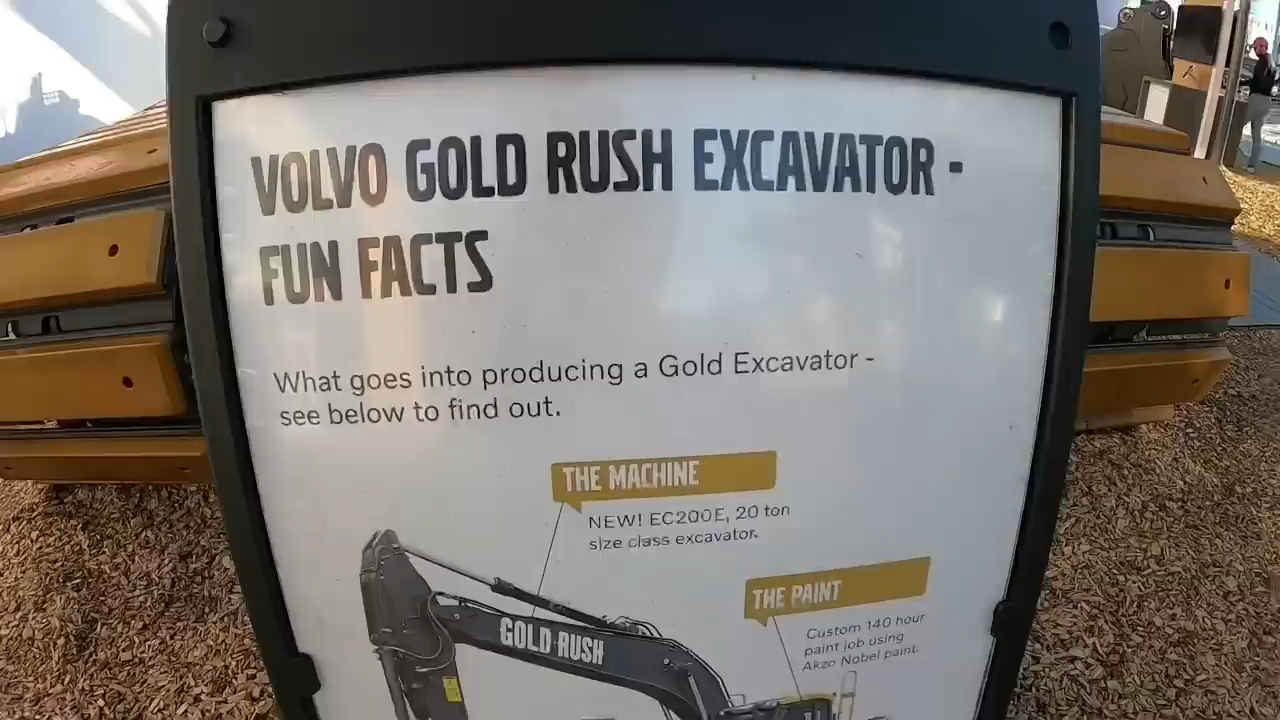 VOLVO GOLD RUSH EXCAVATOR -
FUN FACTS
What goes into producing a Gold Excavator -
see below to find out.
THE MACHINE
NEW! EC200E, 20 ton
size class excavator.
THE PAINT
Custom 140 hour
paint job using
Akzo Nobel paint.
GOLD RUSH